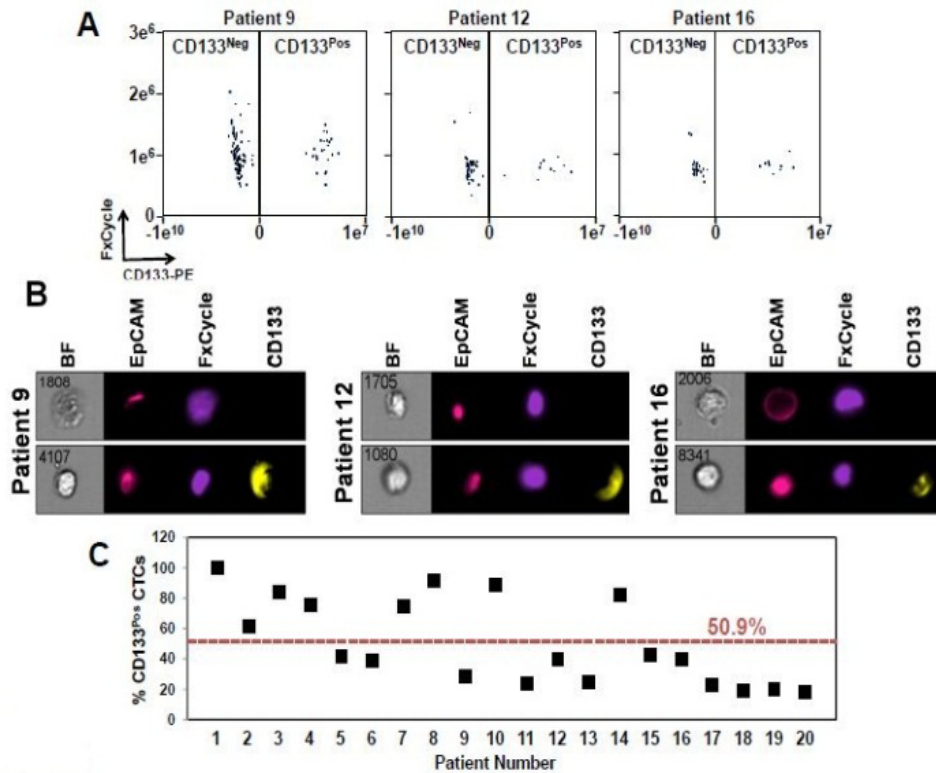 A
Patient 9 Patient 12 Patient 16
3e⁶ CD133ᴺᵉᵍ CD133ᴾᵒˢ CD133ᴺᵉᵍ CD133ᴾᵒˢ CD133ᴺᵉᵍ CD133ᴾᵒˢ
2e⁶
1e⁶
0
-1e¹⁰ 0 1e⁷ -1e¹⁰ 0 1e⁷ -1e¹⁰ 0 1e⁷
FxCycle
CD133-PE
B
BF EpCAM FxCycle CD133 BF EpCAM FxCycle CD133 BF EpCAM FxCycle CD133
Patient 9 Patient 12 Patient 16
1808 1705 2006
4107 1080 8341
C
% CD133ᴾᵒˢ CTCs
120
100
80
60
50.9%
40
20
0
1 2 3 4 5 6 7 8 9 10 11 12 13 14 15 16 17 18 19 20
Patient Number